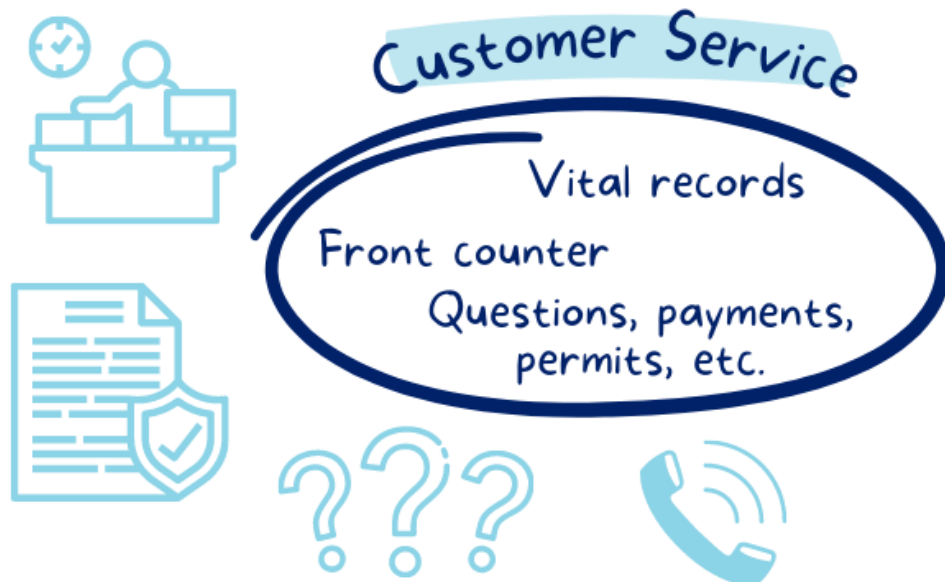 Customer Service
Vital records
Front counter
Questions, payments,
permits, etc.